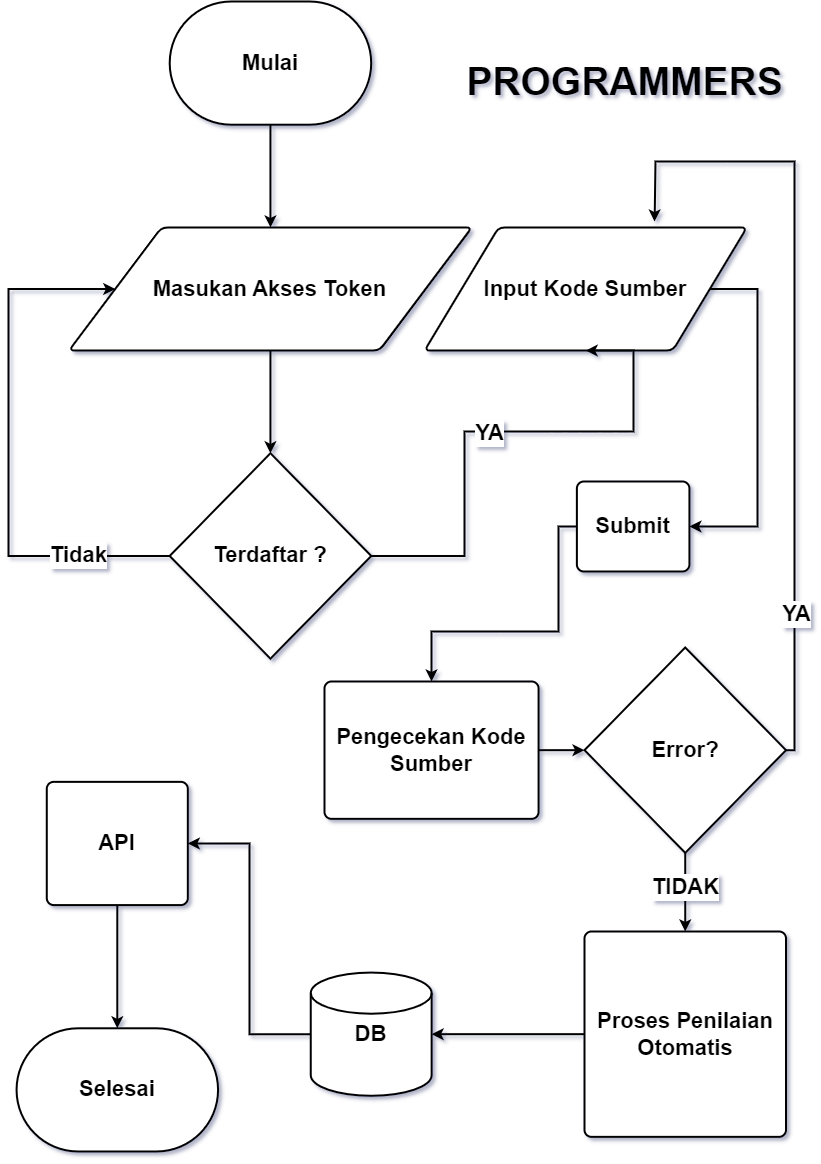 Mulai
PROGRAMMERS
Masukan Akses Token
Input Kode Sumber
YA
Submit
Tidak
Terdaftar ?
YA
Pengecekan Kode
Sumber
Error?
API
TIDAK
Proses Penilaian
Otomatis
DB
Selesai